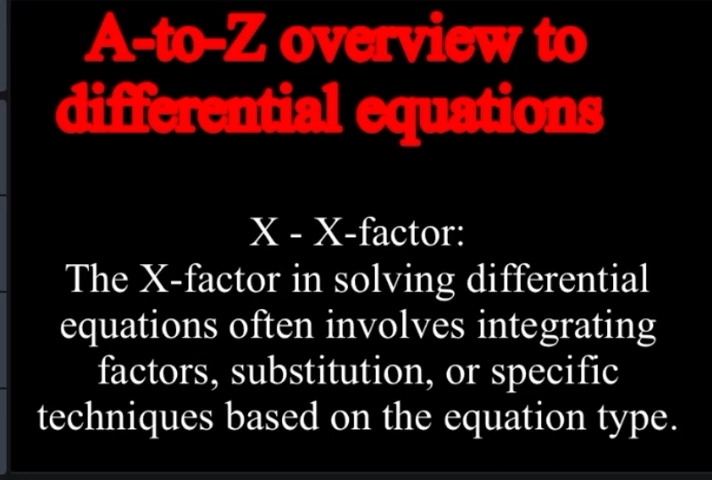 A-to-Z overview to
differential equations
X - X-factor:
The X-factor in solving differential
equations often involves integrating
factors, substitution, or specific
techniques based on the equation type.